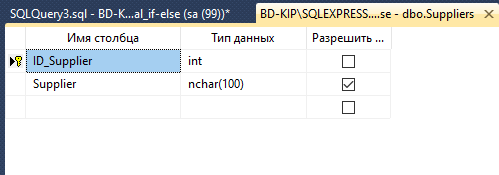 SQLQuery3.sql - BD-K...al_if-else (sa (99))* BD-KIP\SQLEXPRESS....se - dbo.Suppliers
Имя столбца Тип данных Разрешить ...
ID_Supplier int
Supplier nchar(100)